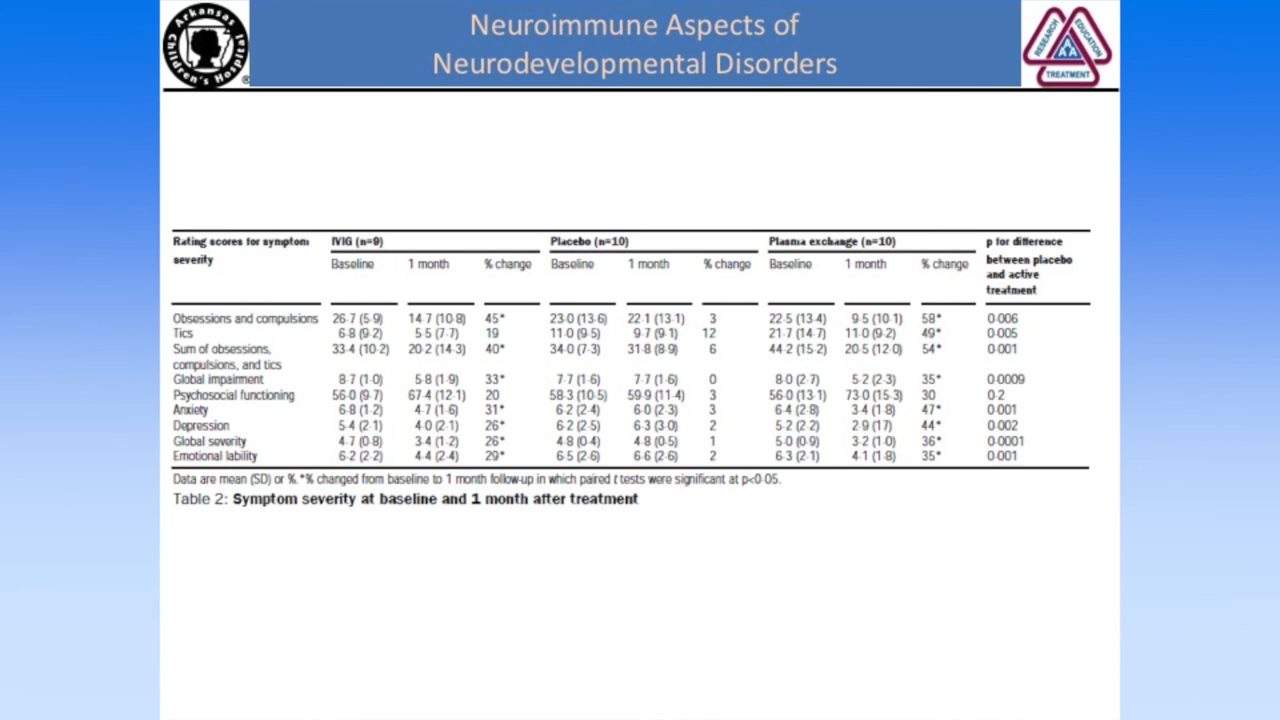 Arkansas Children's Hospital ®
Neuroimmune Aspects of
Neurodevelopmental Disorders
RESEARCH EDUCATION
TREATMENT
Rating scores for symptom severity IVIG (n=9) Placebo (n=10) Plasma exchange (n=10) p for difference between placebo and active treatment
Baseline 1 month % change Baseline 1 month % change Baseline 1 month % change
Obsessions and compulsions 26·7 (5·9) 14·7 (10·8) 45* 23·0 (13·6) 22·1 (13·1) 3 22·5 (13·4) 9·5 (10·1) 58* 0·006
Tics 6·8 (9·2) 5·5 (7·7) 19 11·0 (9·5) 9·7 (9·1) 12 21·7 (14·7) 11·0 (9·2) 49* 0·005
Sum of obsessions, 33·4 (10·2) 20·2 (14·3) 40* 34·0 (7·3) 31·8 (8·9) 6 44·2 (15·2) 20·5 (12·0) 54* 0·001
compulsions, and tics
Global impairment 8·7 (1·0) 5·8 (1·9) 33* 7·7 (1·6) 7·7 (1·6) 0 8·0 (2·7) 5·2 (2·3) 35* 0·0009
Psychosocial functioning 56·0 (9·7) 67·4 (12·1) 20 58·3 (10·5) 59·9 (11·4) 3 56·0 (13·1) 73·0 (15·3) 30 0·2
Anxiety 6·8 (1·2) 4·7 (1·6) 31* 6·2 (2·4) 6·0 (2·3) 3 6·4 (2·8) 3·4 (1·8) 47* 0·001
Depression 5·4 (2·1) 4·0 (2·1) 26* 6·2 (2·5) 6·3 (3·0) 2 5·2 (2·2) 2·9 (17) 44* 0·002
Global severity 4·7 (0·8) 3·4 (1·2) 26* 4·8 (0·4) 4·8 (0·5) 1 5·0 (0·9) 3·2 (1·0) 36* 0·0001
Emotional lability 6·2 (2·2) 4·4 (2·4) 29* 6·5 (2·6) 6·6 (2·6) 2 6·3 (2·1) 4·1 (1·8) 35* 0·001
Data are mean (SD) or %. *% changed from baseline to 1 month follow-up in which paired t tests were significant at p<0·05.
Table 2: Symptom severity at baseline and 1 month after treatment